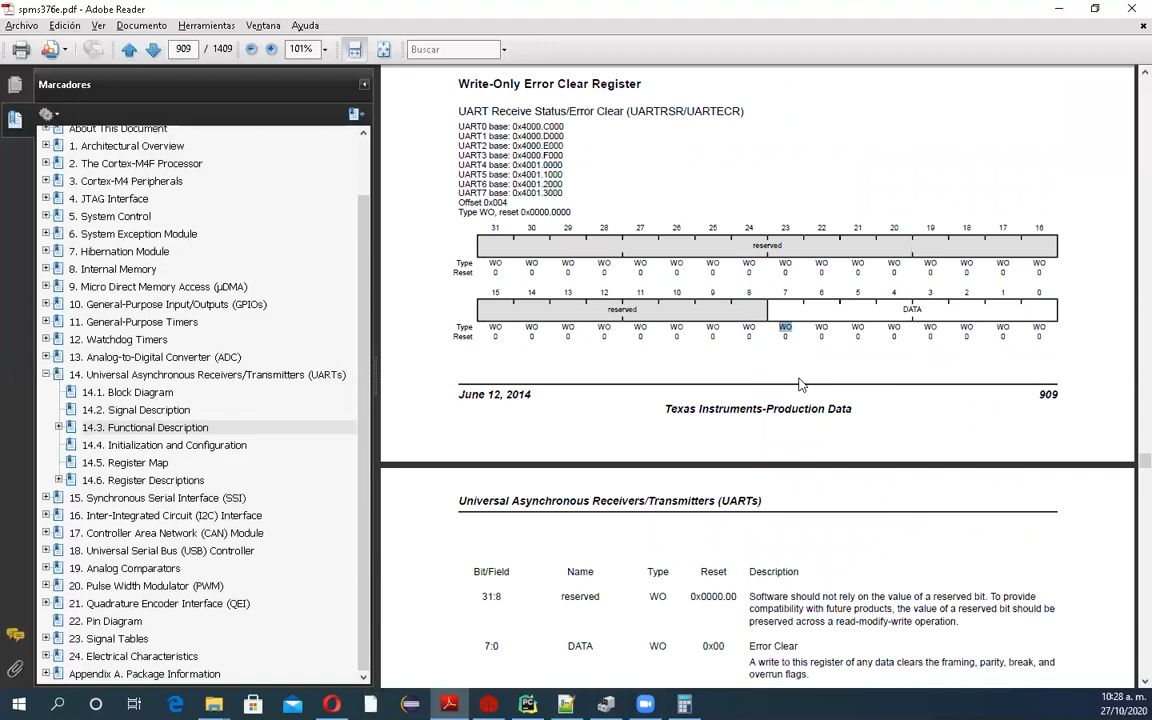 spms376e.pdf - Adobe Reader
Archivo Edición Ver Documento Herramientas Ventana Ayuda
909 / 1409 101% Buscar
Marcadores
About This Document
1. Architectural Overview
2. The Cortex-M4F Processor
3. Cortex-M4 Peripherals
4. JTAG Interface
5. System Control
6. System Exception Module
7. Hibernation Module
8. Internal Memory
9. Micro Direct Memory Access (μDMA)
10. General-Purpose Input/Outputs (GPIOs)
11. General-Purpose Timers
12. Watchdog Timers
13. Analog-to-Digital Converter (ADC)
14. Universal Asynchronous Receivers/Transmitters (UARTs)
14.1. Block Diagram
14.2. Signal Description
14.3. Functional Description
14.4. Initialization and Configuration
14.5. Register Map
14.6. Register Descriptions
15. Synchronous Serial Interface (SSI)
16. Inter-Integrated Circuit (I2C) Interface
17. Controller Area Network (CAN) Module
18. Universal Serial Bus (USB) Controller
19. Analog Comparators
20. Pulse Width Modulator (PWM)
21. Quadrature Encoder Interface (QEI)
22. Pin Diagram
23. Signal Tables
24. Electrical Characteristics
Appendix A. Package Information
Write-Only Error Clear Register
UART Receive Status/Error Clear (UARTRSR/UARTECR)
UART0 base: 0x4000.C000
UART1 base: 0x4000.D000
UART2 base: 0x4000.E000
UART3 base: 0x4000.F000
UART4 base: 0x4001.0000
UART5 base: 0x4001.1000
UART6 base: 0x4001.2000
UART7 base: 0x4001.3000
Offset 0x004
Type WO, reset 0x0000.0000
31 30 29 28 27 26 25 24 23 22 21 20 19 18 17 16
reserved
Type WO WO WO WO WO WO WO WO WO WO WO WO WO WO WO WO
Reset 0 0 0 0 0 0 0 0 0 0 0 0 0 0 0 0
15 14 13 12 11 10 9 8 7 6 5 4 3 2 1 0
reserved DATA
Type WO WO WO WO WO WO WO WO WO WO WO WO WO WO WO WO
Reset 0 0 0 0 0 0 0 0 0 0 0 0 0 0 0 0
June 12, 2014 909
Texas Instruments-Production Data
Universal Asynchronous Receivers/Transmitters (UARTs)
Bit/Field Name Type Reset Description
31:8 reserved WO 0x0000.00 Software should not rely on the value of a reserved bit. To provide
compatibility with future products, the value of a reserved bit should be
preserved across a read-modify-write operation.
7:0 DATA WO 0x00 Error Clear
A write to this register of any data clears the framing, parity, break, and
overrun flags.
10:28 a.m.
27/10/2020